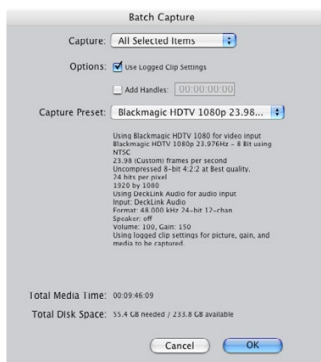 Batch Capture
Capture: All Selected Items
Options: Use Logged Clip Settings
Add Handles: 00:00:00:00
Capture Preset: Blackmagic HDTV 1080p 23.98...
Using Blackmagic HDTV 1080 for video input
Blackmagic HDTV 1080p 23.976Hz - 8 Bit using
NTSC
23.98 (Custom) frames per second
Uncompressed 8-bit 4:2:2 at Best quality.
24 bits per pixel
1920 by 1080
Using DeckLink Audio for audio input
Input: DeckLink Audio
Format: 48.000 kHz 24-bit 12-chan
Speaker: off
Volume: 100, Gain: 150
Using logged clip settings for picture, gain, and
media to be captured.
Total Media Time: 00:09:46:09
Total Disk Space: 55.4 GB needed / 233.8 GB available
Cancel OK